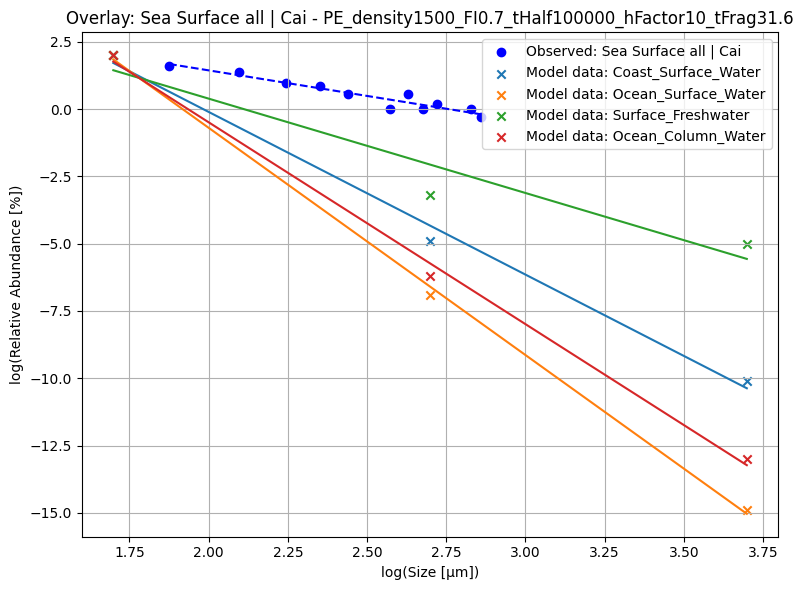 Overlay: Sea Surface all | Cai - PE_density1500_FI0.7_tHalf100000_hFactor10_tFrag31.6
Observed: Sea Surface all | Cai
Model data: Coast_Surface_Water
Model data: Ocean_Surface_Water
Model data: Surface_Freshwater
Model data: Ocean_Column_Water
2.5
0.0
−2.5
−5.0
−7.5
−10.0
−12.5
−15.0
log(Relative Abundance [%])
1.75
2.00
2.25
2.50
2.75
3.00
3.25
3.50
3.75
log(Size [µm])